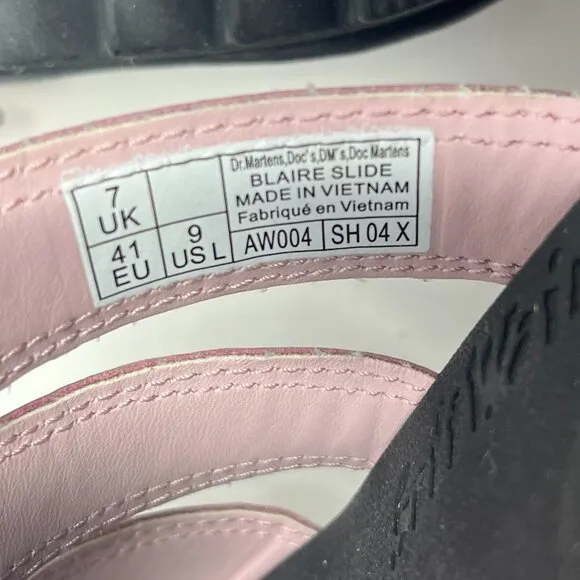 7
UK
41
EU
9
US L
Dr.Martens,Doc's,DM's,Doc Martens
BLAIRE SLIDE
MADE IN VIETNAM
Fabriqué en Vietnam
AW004
SH 04 X